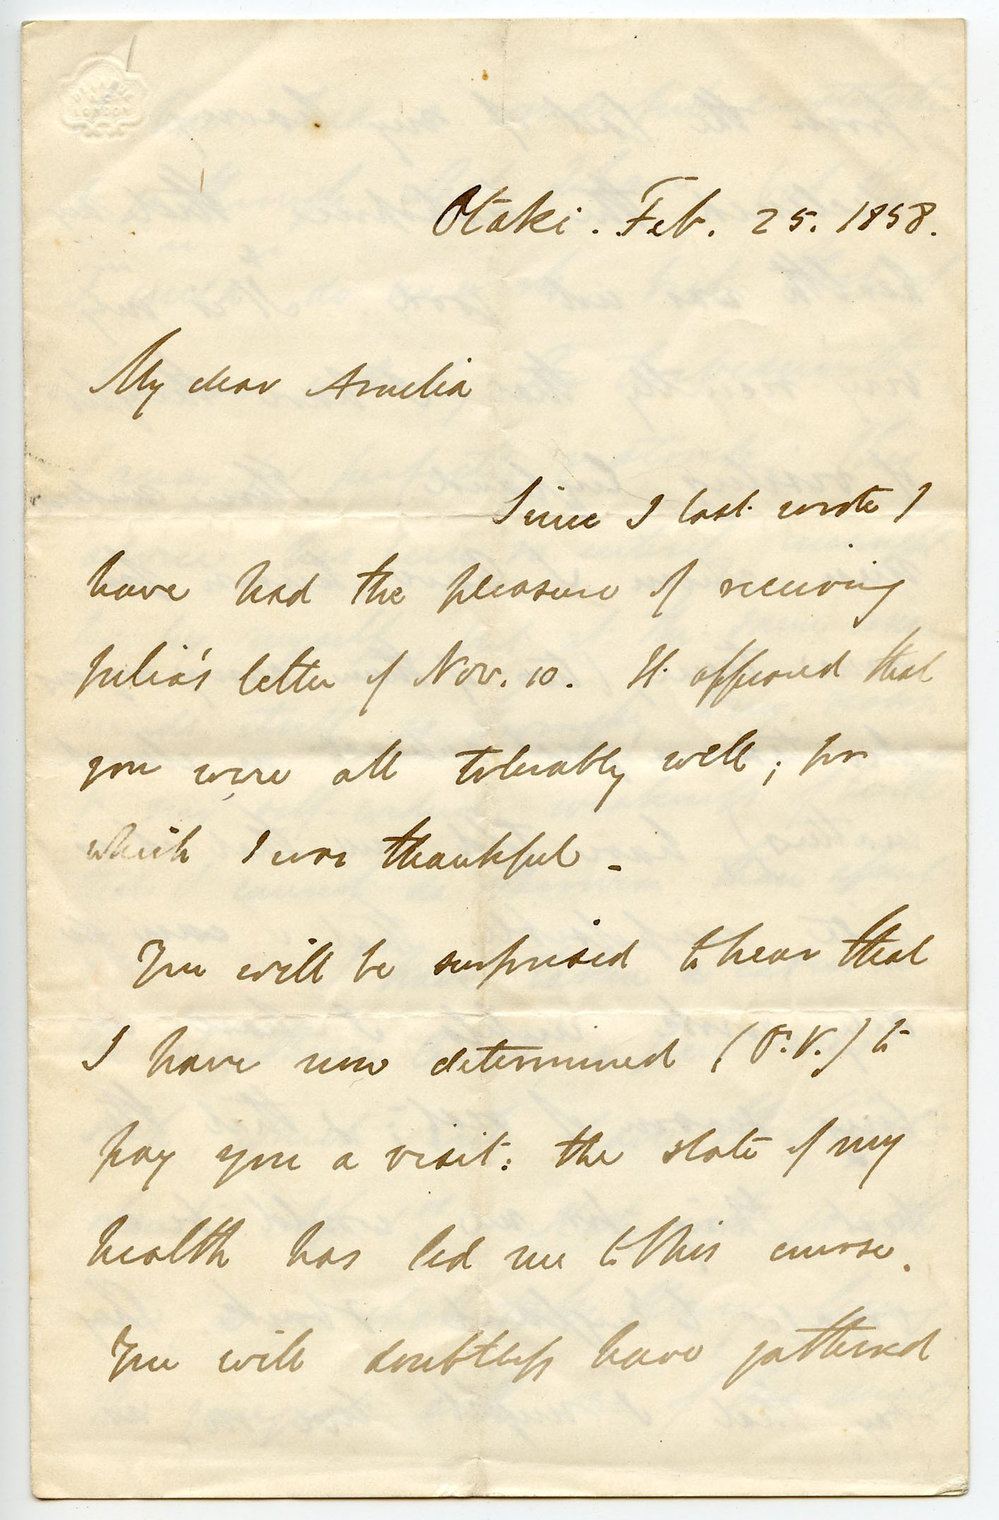 Otaki. Feb. 25. 1858.
My dear Amelia
Since I last wrote I
have had the pleasure of receiving
Julia's letter of Nov. 10. It appeared that
you were all tolerably well; for
which I was thankful.
You will be surprised to hear that
I have now determined (D.V.) to
pay you a visit: the state of my
health has led me to this course.
You will doubtless have gathered